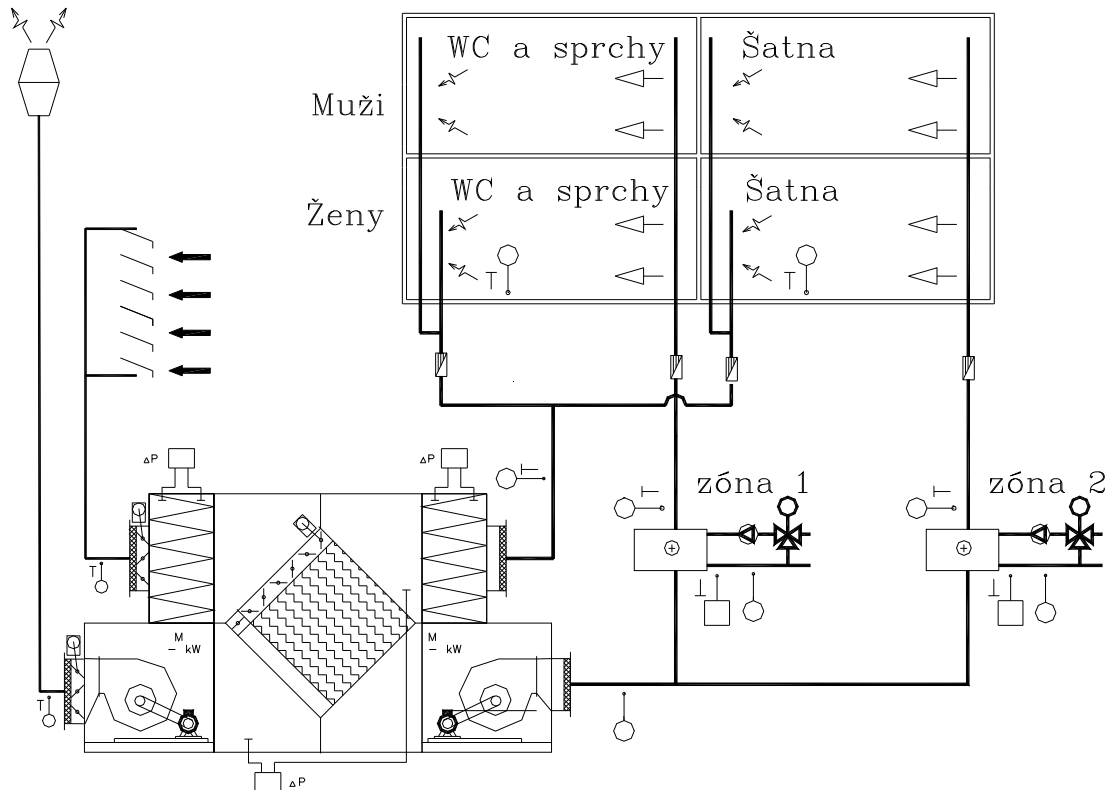 WC a sprchy
Šatna
Muži
WC a sprchy
Šatna
Ženy
T
T
ΔP
ΔP
T
zóna 1
T
zóna 2
T
T
T
T
M
– kW
M
– kW
T
ΔP